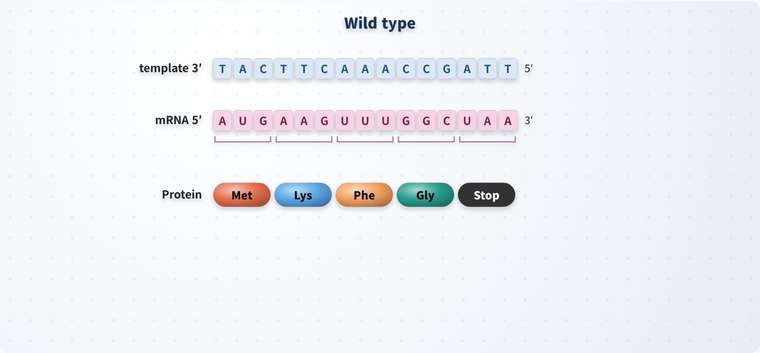 Wild type
template 3′ T A C T T C A A A C C G A T T 5′
mRNA 5′ A U G A A G U U U G G C U A A 3′
Protein Met Lys Phe Gly Stop